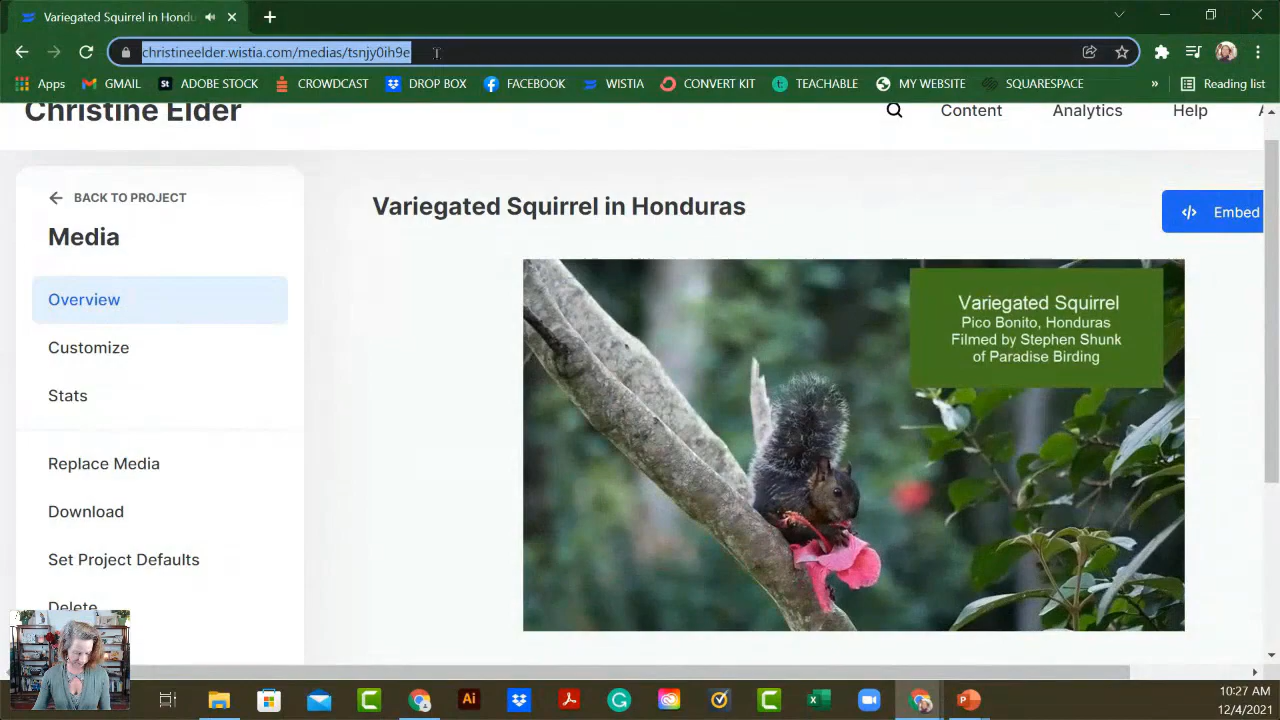 Variegated Squirrel in Hondu
christineelder.wistia.com/medias/tsnjy0ih9e
Apps GMAIL St ADOBE STOCK CROWDCAST DROP BOX FACEBOOK WISTIA CONVERT KIT TEACHABLE MY WEBSITE SQUARESPACE » Reading list
Christine Elder Content Analytics Help
BACK TO PROJECT
Media
Overview
Customize
Stats
Replace Media
Download
Set Project Defaults
Delete
Variegated Squirrel in Honduras
</> Embed
Variegated Squirrel
Pico Bonito, Honduras
Filmed by Stephen Shunk
of Paradise Birding
Ai
10:27 AM
12/4/2021